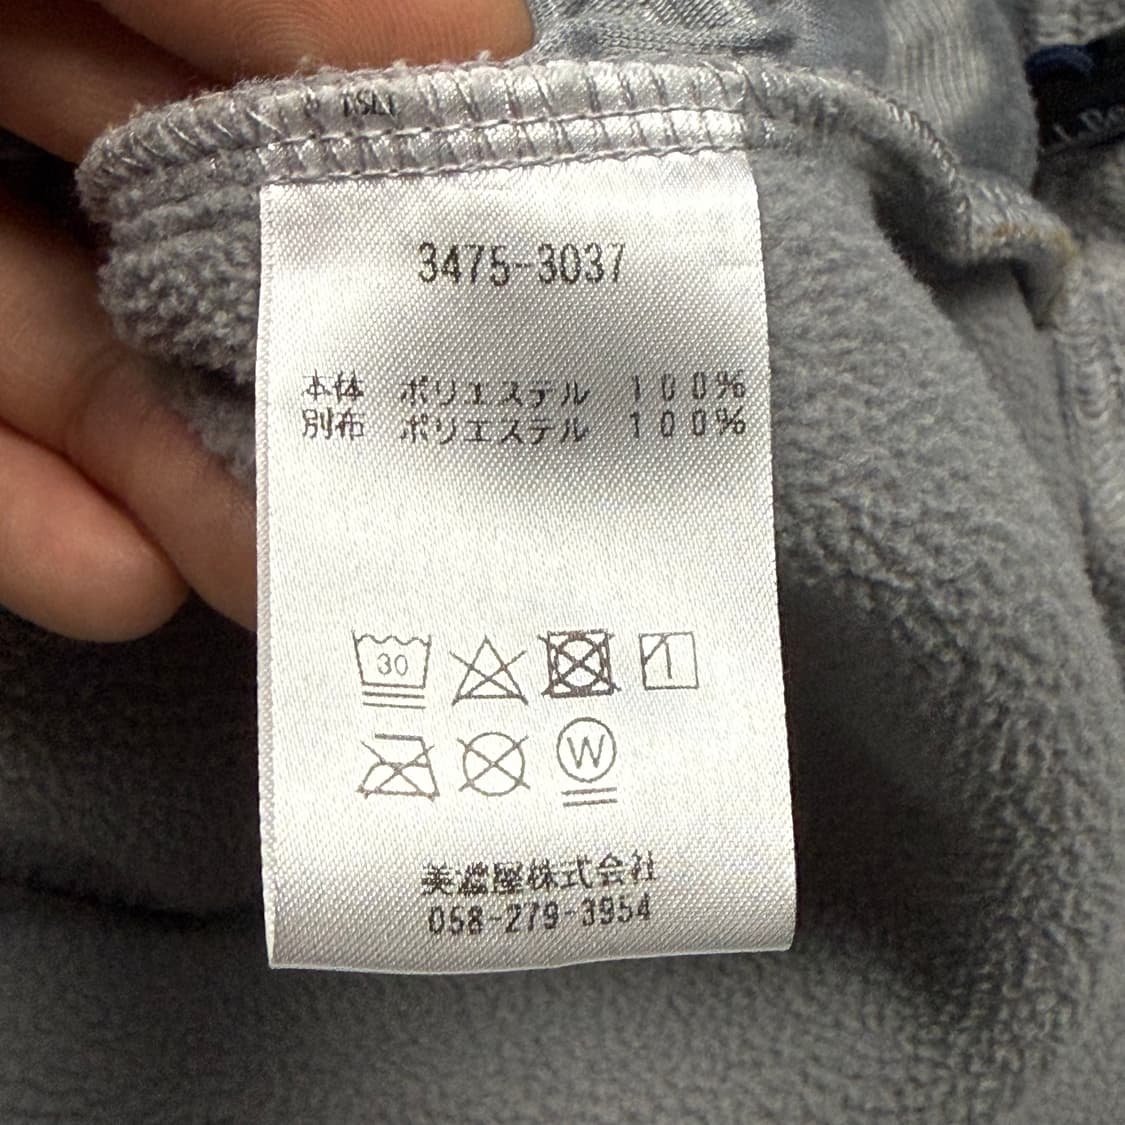 3475-3037
本体 ポリエステル 100%
別布 ポリエステル 100%
30
W
美濃屋株式会社
058-279-3954